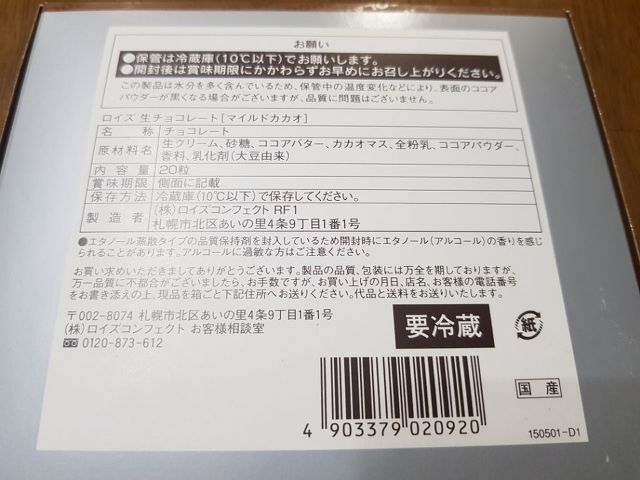 お願い
●保管は冷蔵庫(10℃以下)でお願いします。
●開封後は賞味期限にかかわらずお早めにお召し上がりください。
この製品は水分を多く含んでいるため、保管中の温度変化などにより、表面のココア
パウダーが黒くなる場合がございますが、品質に問題はございません。
ロイズ 生チョコレート[マイルドカカオ]
名称 チョコレート
原材料名 生クリーム、砂糖、ココアバター、カカオマス、全粉乳、ココアパウダー、
香料、乳化剤(大豆由来)
内容量 20粒
賞味期限 側面に記載
保存方法 冷蔵庫(10℃以下)で保存してください。
製造者 (株)ロイズコンフェクト RF1
札幌市北区あいの里4条9丁目1番1号
●エタノール蒸散タイプの品質保持剤を封入しているため開封時にエタノール(アルコール)の香りを感じ
られることがあります。アルコールに過敏な方はご注意ください。
お買い求めいただきましてありがとうございます。製品の品質、包装には万全を期しておりますが、
万一品質に不都合がございましたら、お手数ですが、お買い上げの月日、店名、お客様の電話番号
をお書き添えの上、現品を箱ごと下記住所へお送りください。代品と送料をお送りいたします。
〒002-8074 札幌市北区あいの里4条9丁目1番1号
(株)ロイズコンフェクト お客様相談室
0120-873-612
要冷蔵
紙
国産
4 903379 020920
150501-D1